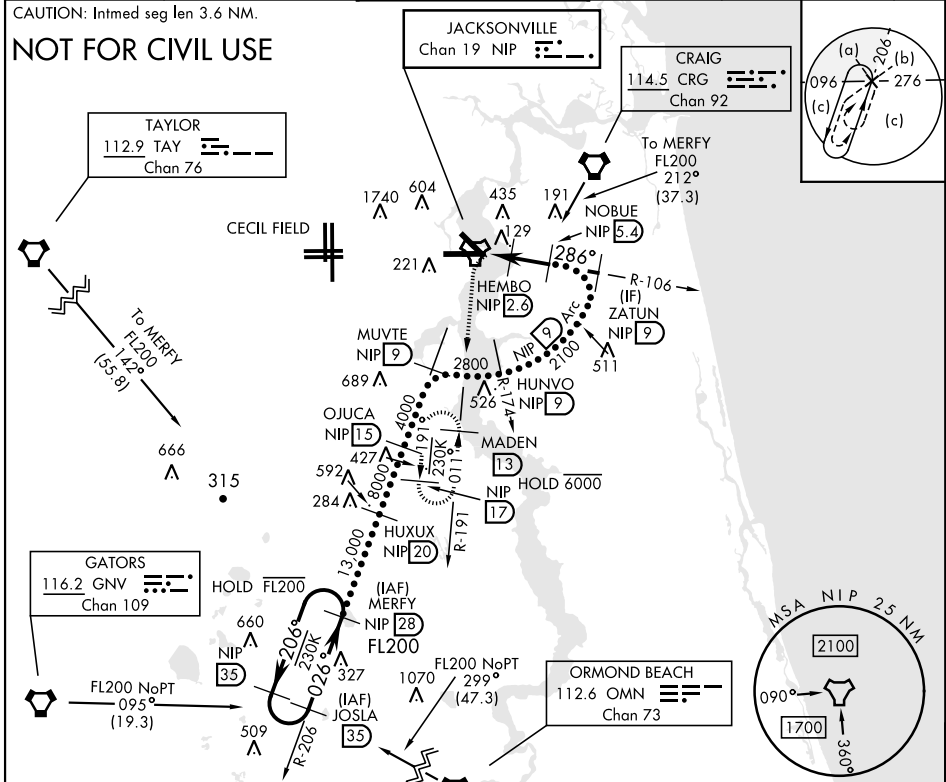 CAUTION: Intmed seg len 3.6 NM.
NOT FOR CIVIL USE
JACKSONVILLE
Chan 19 NIP
CRAIG
114.5 CRG
Chan 92
(a)
206
(b)
096
276
(c)
(c)
TAYLOR
112.9 TAY
Chan 76
To MERFY
FL200
212°
(37.3)
1740
604
435
191
NOBUE
NIP 5.4
CECIL FIELD
129
221
286°
R-106
HEMBO
NIP 2.6
(IF)
ZATUN
NIP 9
To MERFY
FL200
142°
(55.8)
MUVTE
NIP 9
NIP 9 Arc
2100
2800
511
689
526
HUNVO
NIP 9
R-174
4000
OJUCA
NIP 15
191°
230K
011°
MADEN
13
427
HOLD 6000
666
592
8000
NIP
17
315
284
HUXUX
NIP 20
R-191
13,000
GATORS
116.2 GNV
Chan 109
HOLD FL200
(IAF)
MERFY
NIP 28
FL200
660
NIP
35
206°
230K
026°
327
FL200 NoPT
095°
(19.3)
(IAF)
JOSLA
35
1070
FL200 NoPT
299°
(47.3)
ORMOND BEACH
112.6 OMN
Chan 73
509
R-206
MSA NIP 25 NM
2100
090°
1700
360°